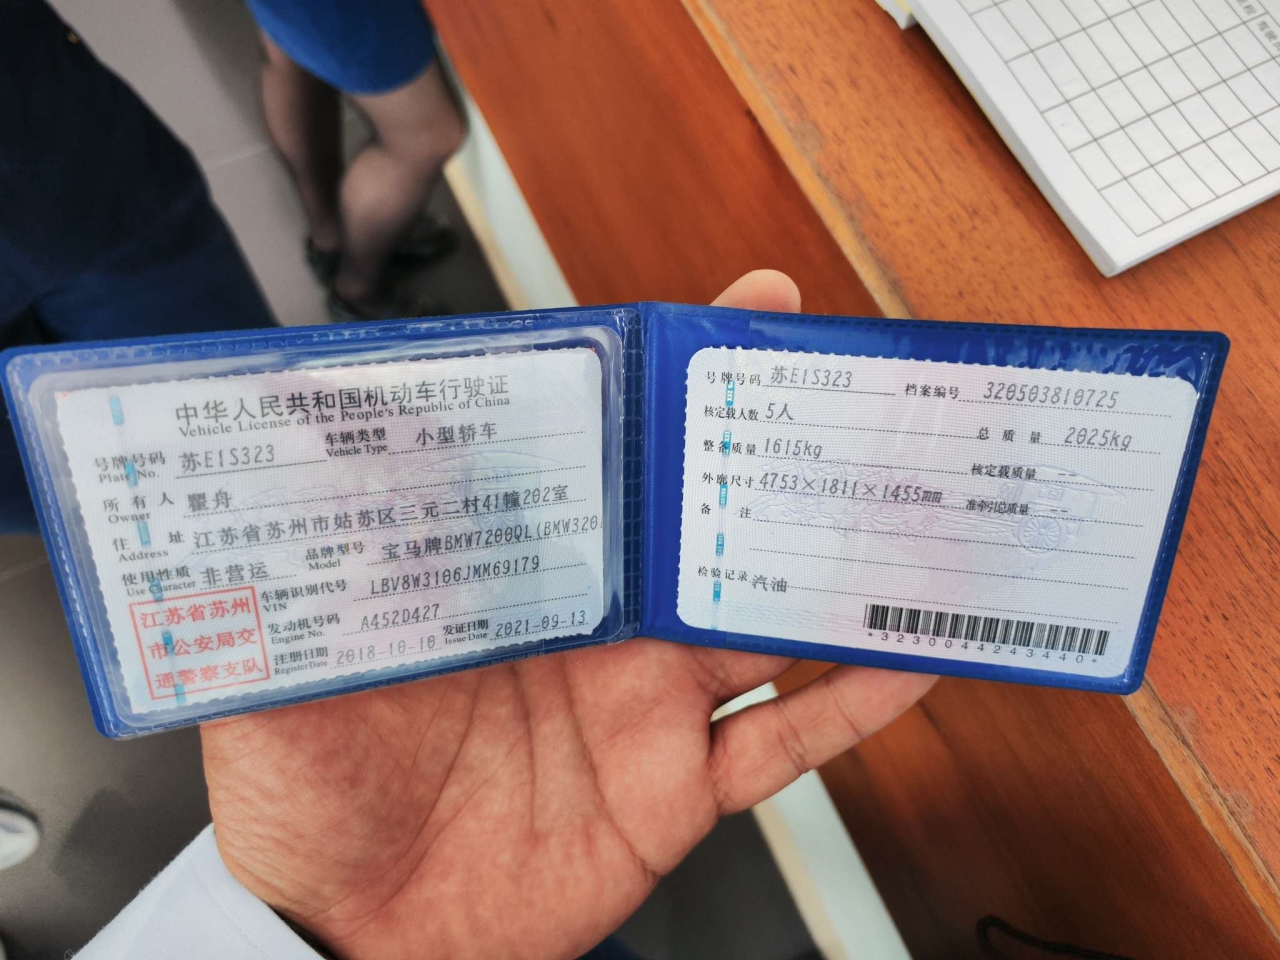 中华人民共和国机动车行驶证
Vehicle License of the People's Republic of China
号牌号码 苏E1S323 车辆类型 小型轿车
Plate No. Vehicle Type
所有人 瞿舟
Owner
住址 江苏省苏州市姑苏区三元二村41幢202室
Address
使用性质 非营运 品牌型号 宝马牌BMW7200QL(BMW320
Use Character Model
江苏省苏州
市公安局交
通警察支队
车辆识别代号 LBV8W3106JMM69179
VIN
发动机号码 A452D427
Engine No.
注册日期 2018-10-10 发证日期 2021-09-13
Register Date Issue Date
号牌号码 苏E1S323 档案编号 320503810725
核定载人数 5人 总质量 2025kg
整备质量 1615kg 核定载质量 --
外廓尺寸 4753×1811×1455mm 准牵引总质量 --
备注
检验记录 汽油
*3230044243440*